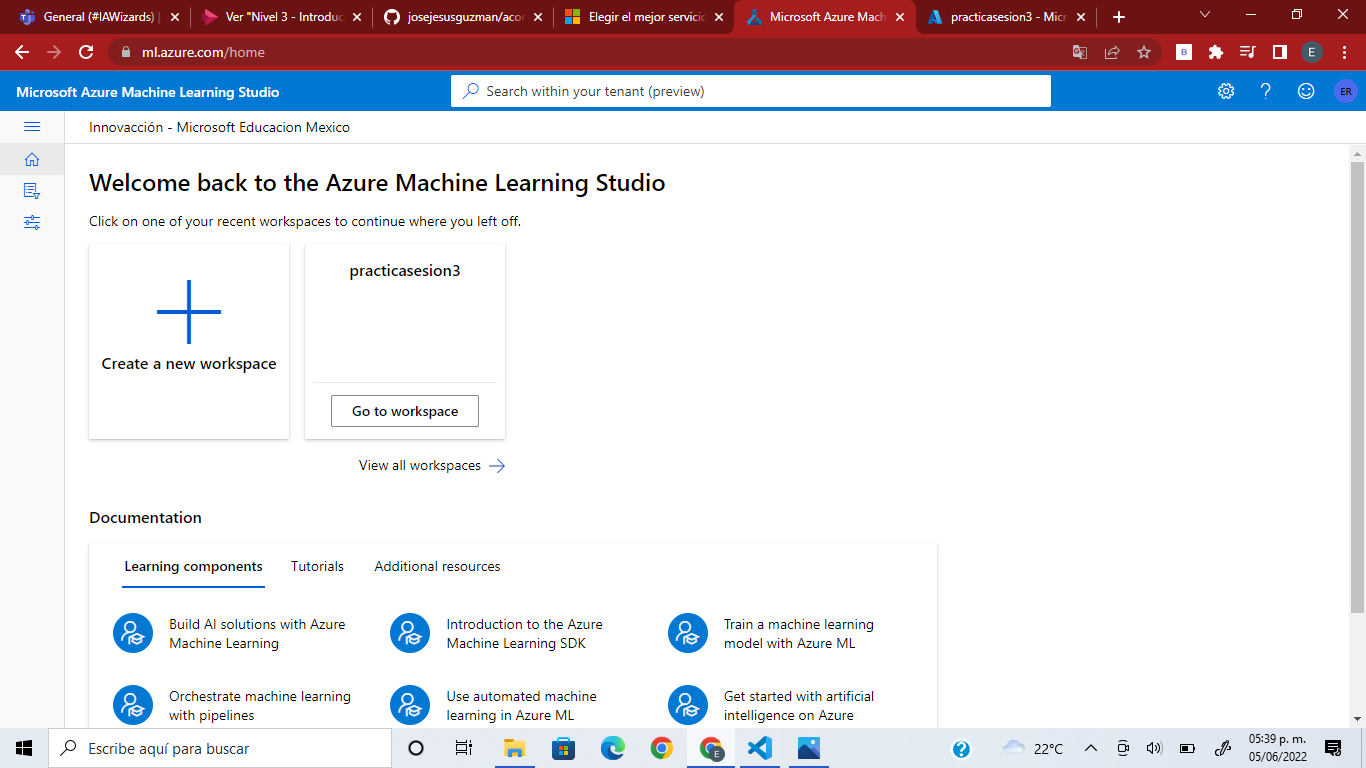 General (#IAWizards) |
Ver "Nivel 3 - Introduc
josejesusguzman/acor
Elegir el mejor servicio
Microsoft Azure Mach
practicasesion3 - Micr
ml.azure.com/home
B
E
Microsoft Azure Machine Learning Studio
Search within your tenant (preview)
ER
Innovacción - Microsoft Educacion Mexico
Welcome back to the Azure Machine Learning Studio
Click on one of your recent workspaces to continue where you left off.
Create a new workspace
practicasesion3
Go to workspace
View all workspaces
Documentation
Learning components
Tutorials
Additional resources
Build AI solutions with Azure
Machine Learning
Introduction to the Azure
Machine Learning SDK
Train a machine learning
model with Azure ML
Orchestrate machine learning
with pipelines
Use automated machine
learning in Azure ML
Get started with artificial
intelligence on Azure
Escribe aquí para buscar
E
22°C
05:39 p. m.
05/06/2022